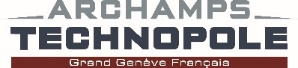 ARCHAMPS
TECHNOPOLE
Grand Genève Français